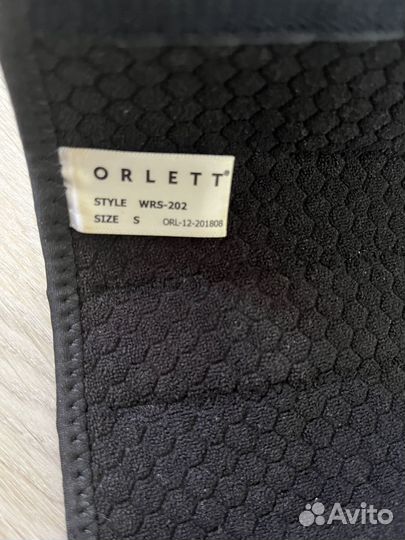 ORLETT®
STYLE WRS-202
SIZE S ORL-12-201808
Avito